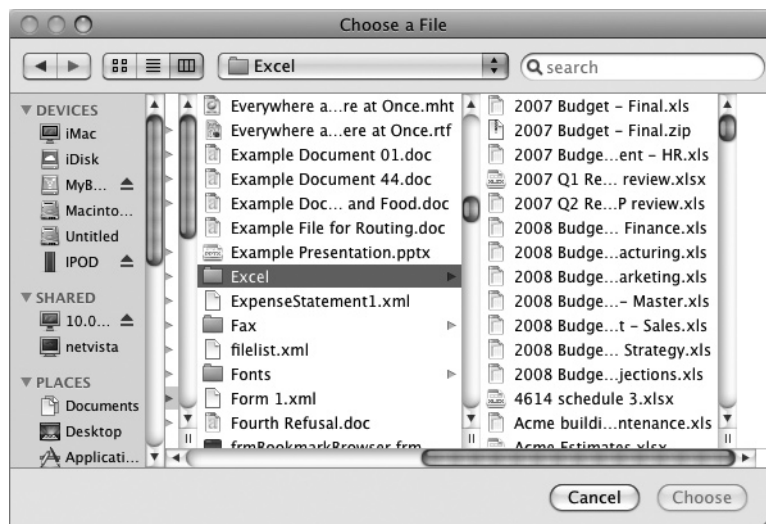 Choose a File
Excel
search
DEVICES
iMac
iDisk
MyB...
Macinto...
Untitled
IPOD
SHARED
10.0...
netvista
PLACES
Documents
Desktop
Applicati...
Everywhere a...re at Once.mht
Everywhere a...ere at Once.rtf
Example Document 01.doc
Example Document 44.doc
Example Doc... and Food.doc
Example File for Routing.doc
Example Presentation.pptx
Excel
ExpenseStatement1.xml
Fax
filelist.xml
Fonts
Form 1.xml
Fourth Refusal.doc
frmBookmarkBrowser.frm
2007 Budget – Final.xls
2007 Budget – Final.zip
2007 Budge...ent – HR.xls
2007 Q1 Re... review.xlsx
2007 Q2 Re...P review.xls
2008 Budge... Finance.xls
2008 Budge...acturing.xls
2008 Budge...arketing.xls
2008 Budge...– Master.xls
2008 Budge...t – Sales.xls
2008 Budge... Strategy.xls
2008 Budge...jections.xls
4614 schedule 3.xlsx
Acme buildi...ntenance.xls
Acme Estimates.xlsx
Cancel
Choose